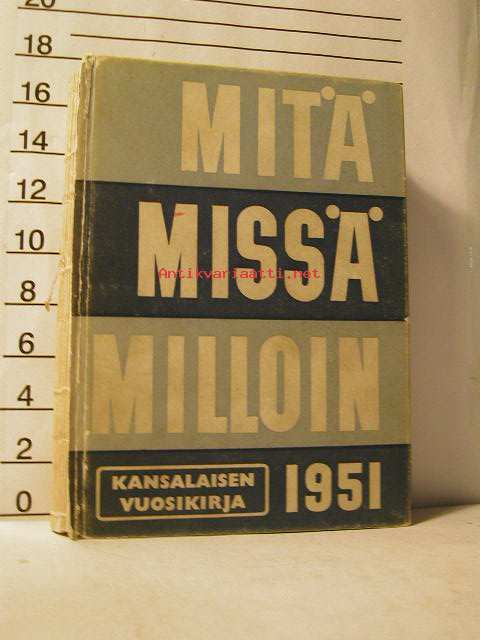 20
18
16
14
12
10
8
6
4
2
0
MITÄ
MISSÄ
Antikvariaatti.net
MILLOIN
KANSALAISEN
VUOSIKIRJA
1951